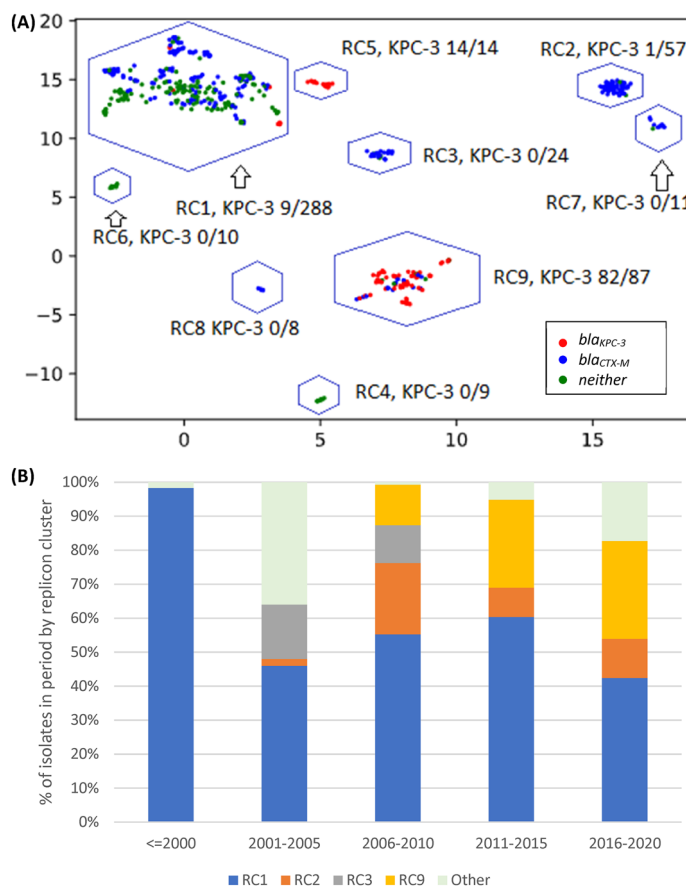 (A)
20
15
10
5
0
−5
−10
0
5
10
15
RC5, KPC-3 14/14
RC2, KPC-3 1/57
RC3, KPC-3 0/24
RC1, KPC-3 9/288
RC7, KPC-3 0/11
RC6, KPC-3 0/10
RC9, KPC-3 82/87
RC8 KPC-3 0/8
RC4, KPC-3 0/9
blaKPC-3
blaCTX-M
neither
(B)
% of isolates in period by replicon cluster
100%
90%
80%
70%
60%
50%
40%
30%
20%
10%
0%
<=2000
2001-2005
2006-2010
2011-2015
2016-2020
RC1 RC2 RC3 RC9 Other